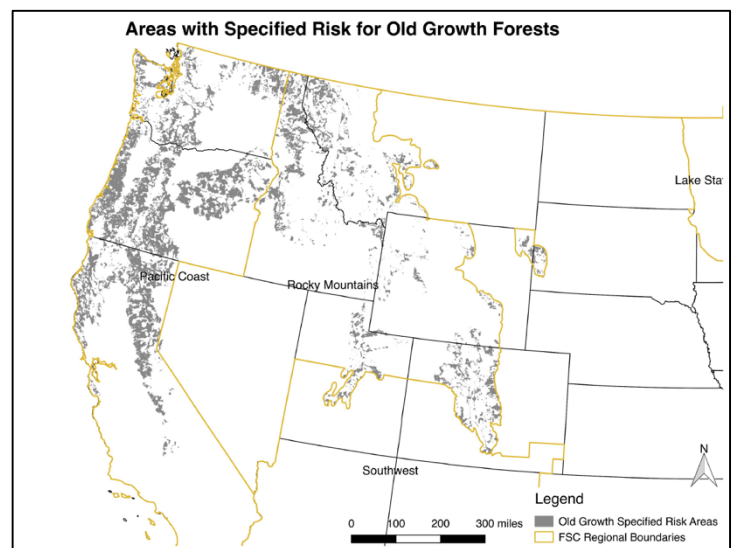 Areas with Specified Risk for Old Growth Forests
Lake Stat
Pacific Coast
Rocky Mountains
Southwest
N
Legend
Old Growth Specified Risk Areas
FSC Regional Boundaries
0 100 200 300 miles